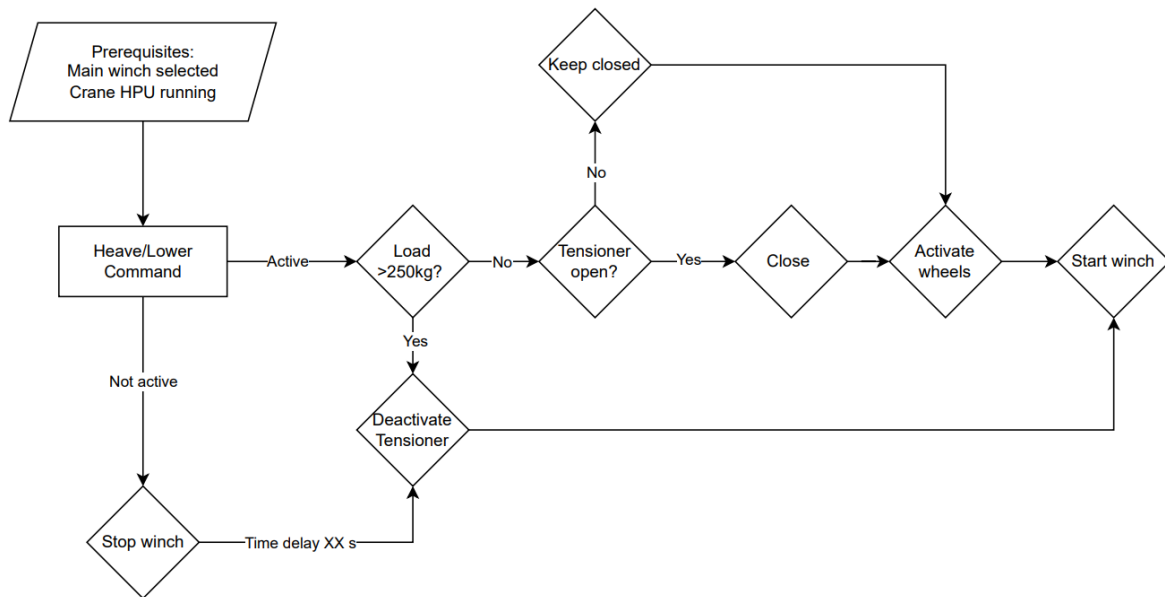 Prerequisites:
Main winch selected
Crane HPU running
Keep closed
No
Heave/Lower
Command
Active
Load
>250kg?
No
Tensioner
open?
Yes
Close
Activate
wheels
Start winch
Yes
Not active
Deactivate
Tensioner
Stop winch
Time delay XX s